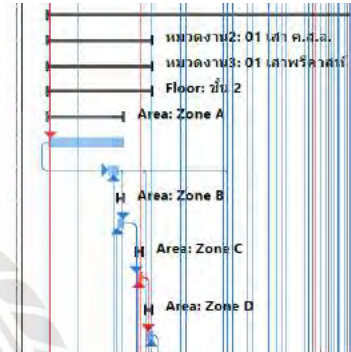 หมวดงาน2: 01 เสา ค.ส.ล.
หมวดงาน3: 01 เสาพรีคาสท์
Floor: ชั้น 2
Area: Zone A
Area: Zone B
Area: Zone C
Area: Zone D